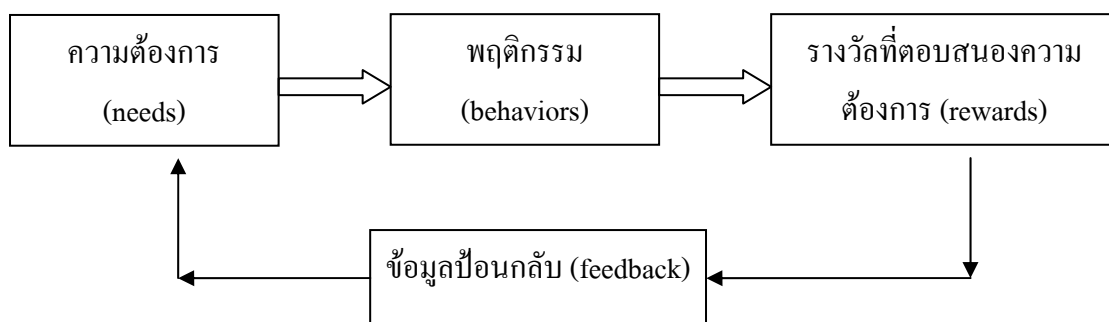 ความต้องการ
(needs)
พฤติกรรม
(behaviors)
รางวัลที่ตอบสนองความ
ต้องการ (rewards)
ข้อมูลป้อนกลับ (feedback)